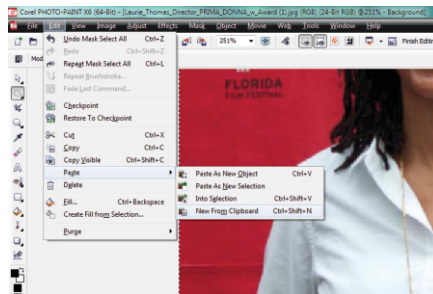 Corel PHOTO-PAINT X6 (64-Bit) - [Laurie_Thomas_Director_PRIMA_DONNA_w_Award (1).jpg (RGB) (24-Bit RGB) @251% - Background]
File Edit View Image Adjust Effects Mask Object Movie Web Text Window Help
251% Finish Editing
Mod
Undo Mask Select All Ctrl+Z
Redo Ctrl+Shift+Z
Repeat Mask Select All Ctrl+L
Repeat Brushstroke...
Fade Last Command...
Checkpoint
Restore To Checkpoint
Cut Ctrl+X
Copy Ctrl+C
Copy Visible Ctrl+Shift+C
Paste
Delete
Fill... Ctrl+Backspace
Create Fill from Selection...
Purge
Paste As New Object Ctrl+V
Paste As New Selection
Into Selection Ctrl+Shift+V
New From Clipboard Ctrl+Shift+N
FLORIDA
FILM FESTIVAL